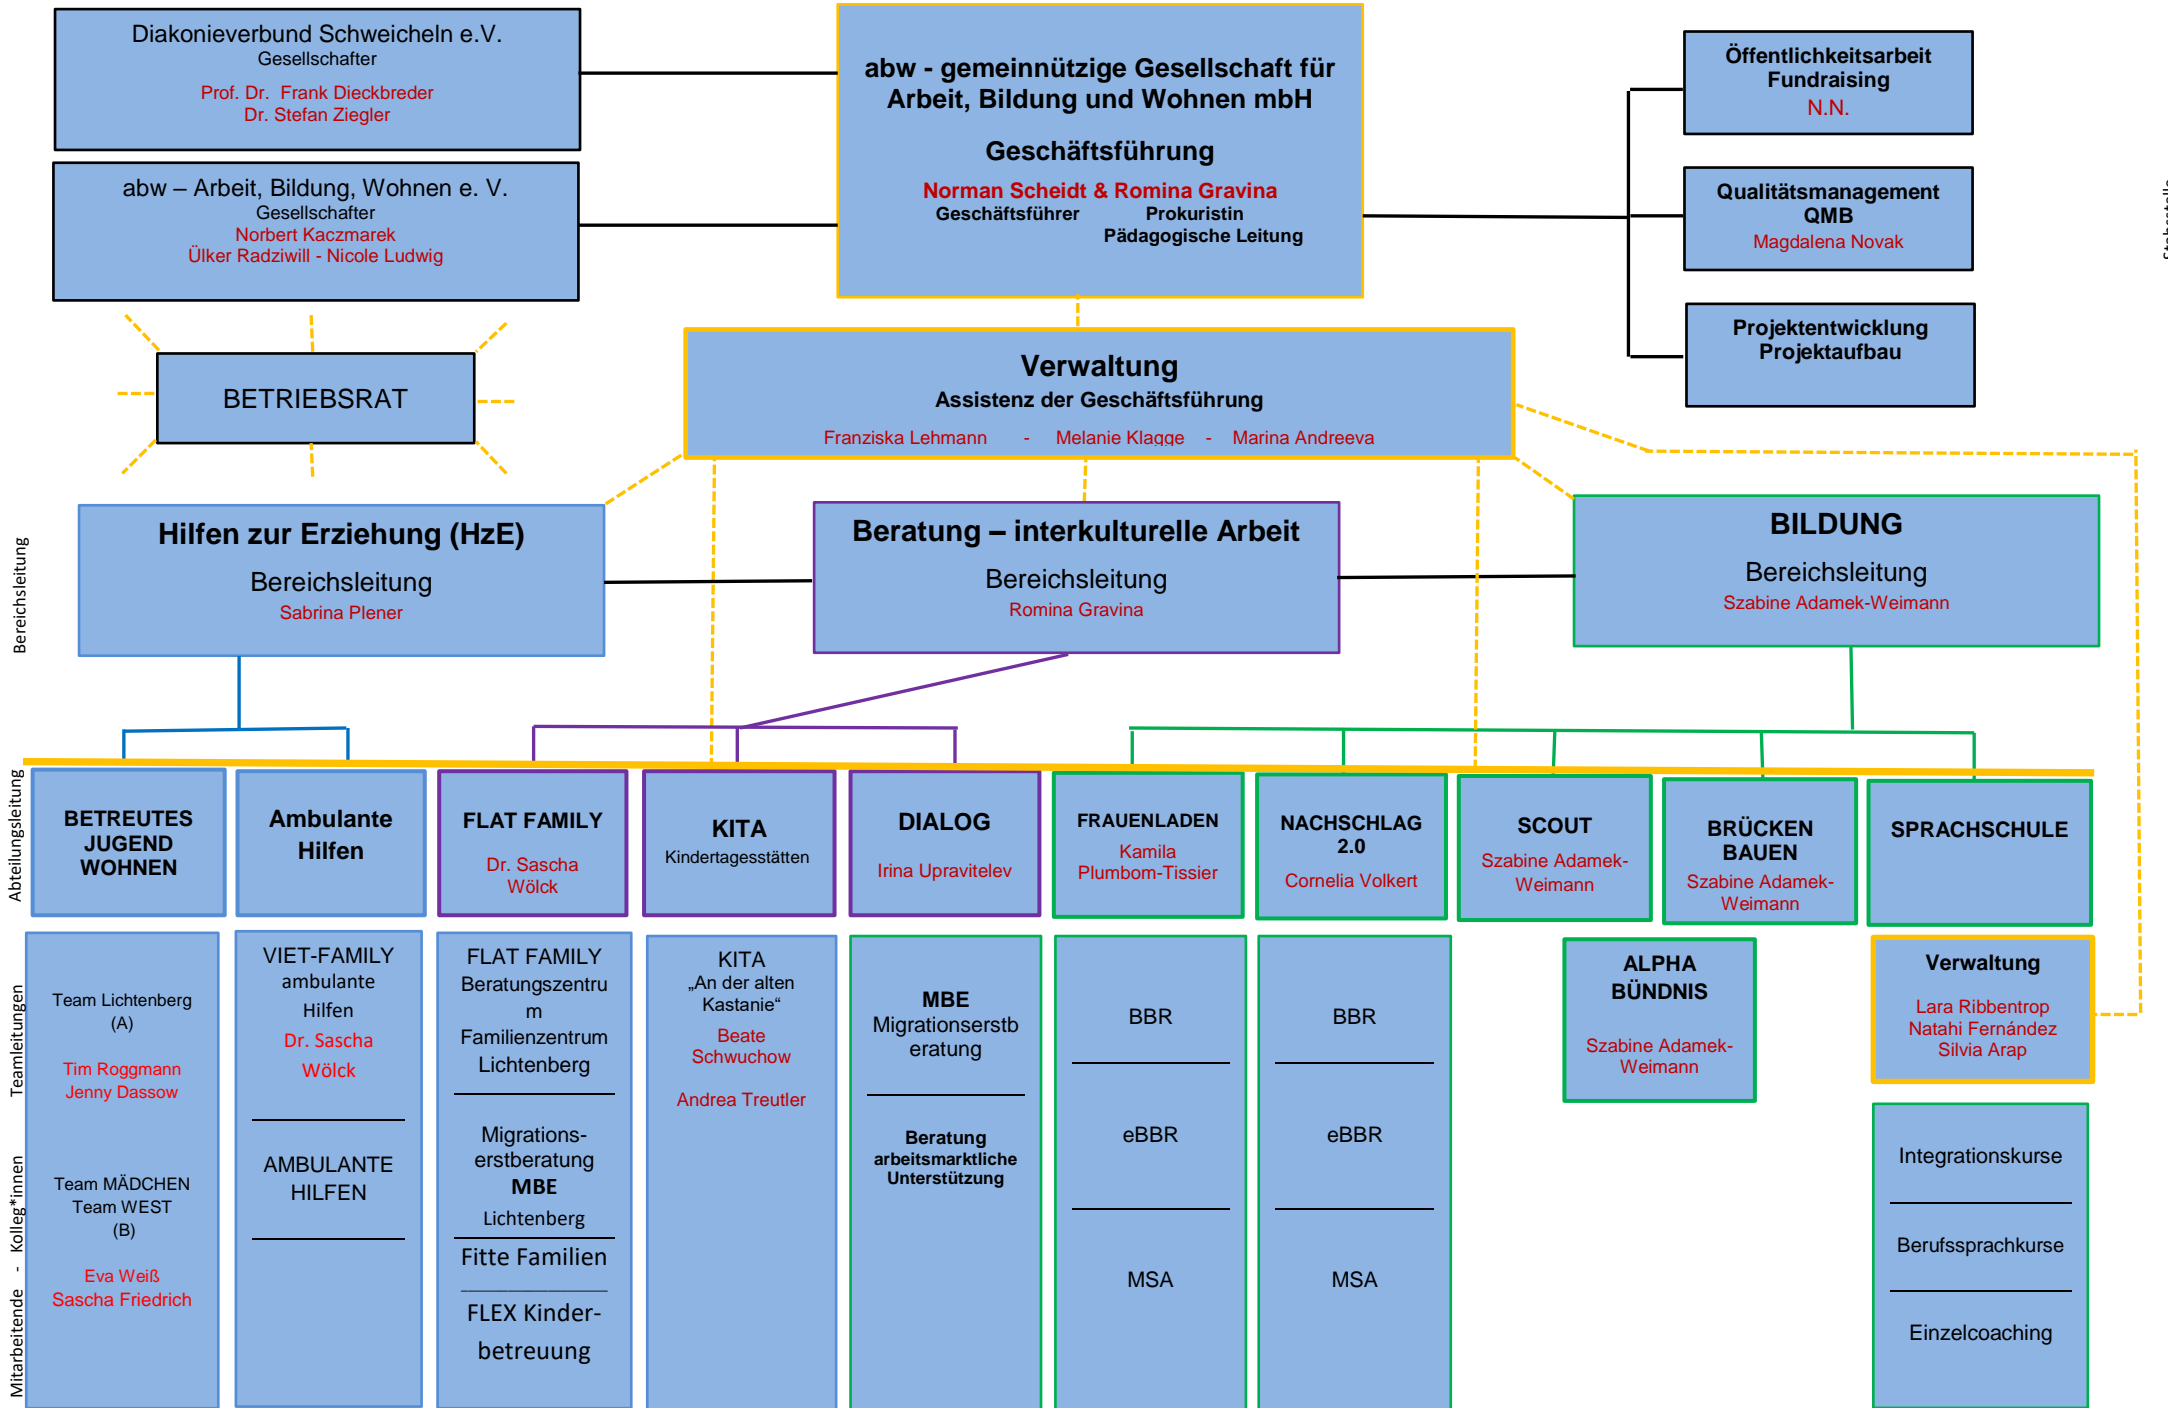 Diakonieverbund Schweicheln e.V.
Gesellschafter
Prof. Dr. Frank Dieckbreder
Dr. Stefan Ziegler
abw – Arbeit, Bildung, Wohnen e. V.
Gesellschafter
Norbert Kaczmarek
Ülker Radziwill - Nicole Ludwig
abw - gemeinnützige Gesellschaft für
Arbeit, Bildung und Wohnen mbH
Geschäftsführung
Norman Scheidt & Romina Gravina
Geschäftsführer Prokuristin
Pädagogische Leitung
Öffentlichkeitsarbeit
Fundraising
N.N.
Qualitätsmanagement
QMB
Magdalena Novak
Projektentwicklung
Projektaufbau
BETRIEBSRAT
Verwaltung
Assistenz der Geschäftsführung
Franziska Lehmann - Melanie Klagge - Marina Andreeva
Bereichsleitung
Hilfen zur Erziehung (HzE)
Bereichsleitung
Sabrina Plener
Beratung – interkulturelle Arbeit
Bereichsleitung
Romina Gravina
BILDUNG
Bereichsleitung
Szabine Adamek-Weimann
Abteilungsleitung
BETREUTES
JUGEND
WOHNEN
Ambulante
Hilfen
FLAT FAMILY
Dr. Sascha
Wölck
KITA
Kindertagesstätten
DIALOG
Irina Upravitelev
FRAUENLADEN
Kamila
Plumbom-Tissier
NACHSCHLAG
2.0
Cornelia Volkert
SCOUT
Szabine Adamek-
Weimann
BRÜCKEN
BAUEN
Szabine Adamek-
Weimann
SPRACHSCHULE
Teamleitungen
Mitarbeitende - Kolleg*innen
Team Lichtenberg
(A)
Tim Roggmann
Jenny Dassow
Team MÄDCHEN
Team WEST
(B)
Eva Weiß
Sascha Friedrich
VIET-FAMILY
ambulante
Hilfen
Dr. Sascha
Wölck
AMBULANTE
HILFEN
FLAT FAMILY
Beratungszentru
m
Familienzentrum
Lichtenberg
Migrations-
erstberatung
MBE
Lichtenberg
Fitte Familien
FLEX Kinder-
betreuung
KITA
„An der alten
Kastanie“
Beate
Schwuchow
Andrea Treutler
MBE
Migrationserstb
eratung
Beratung
arbeitsmarktliche
Unterstützung
BBR
eBBR
MSA
BBR
eBBR
MSA
ALPHA
BÜNDNIS
Szabine Adamek-
Weimann
Verwaltung
Lara Ribbentrop
Natahi Fernández
Silvia Arap
Integrationskurse
Berufssprachkurse
Einzelcoaching